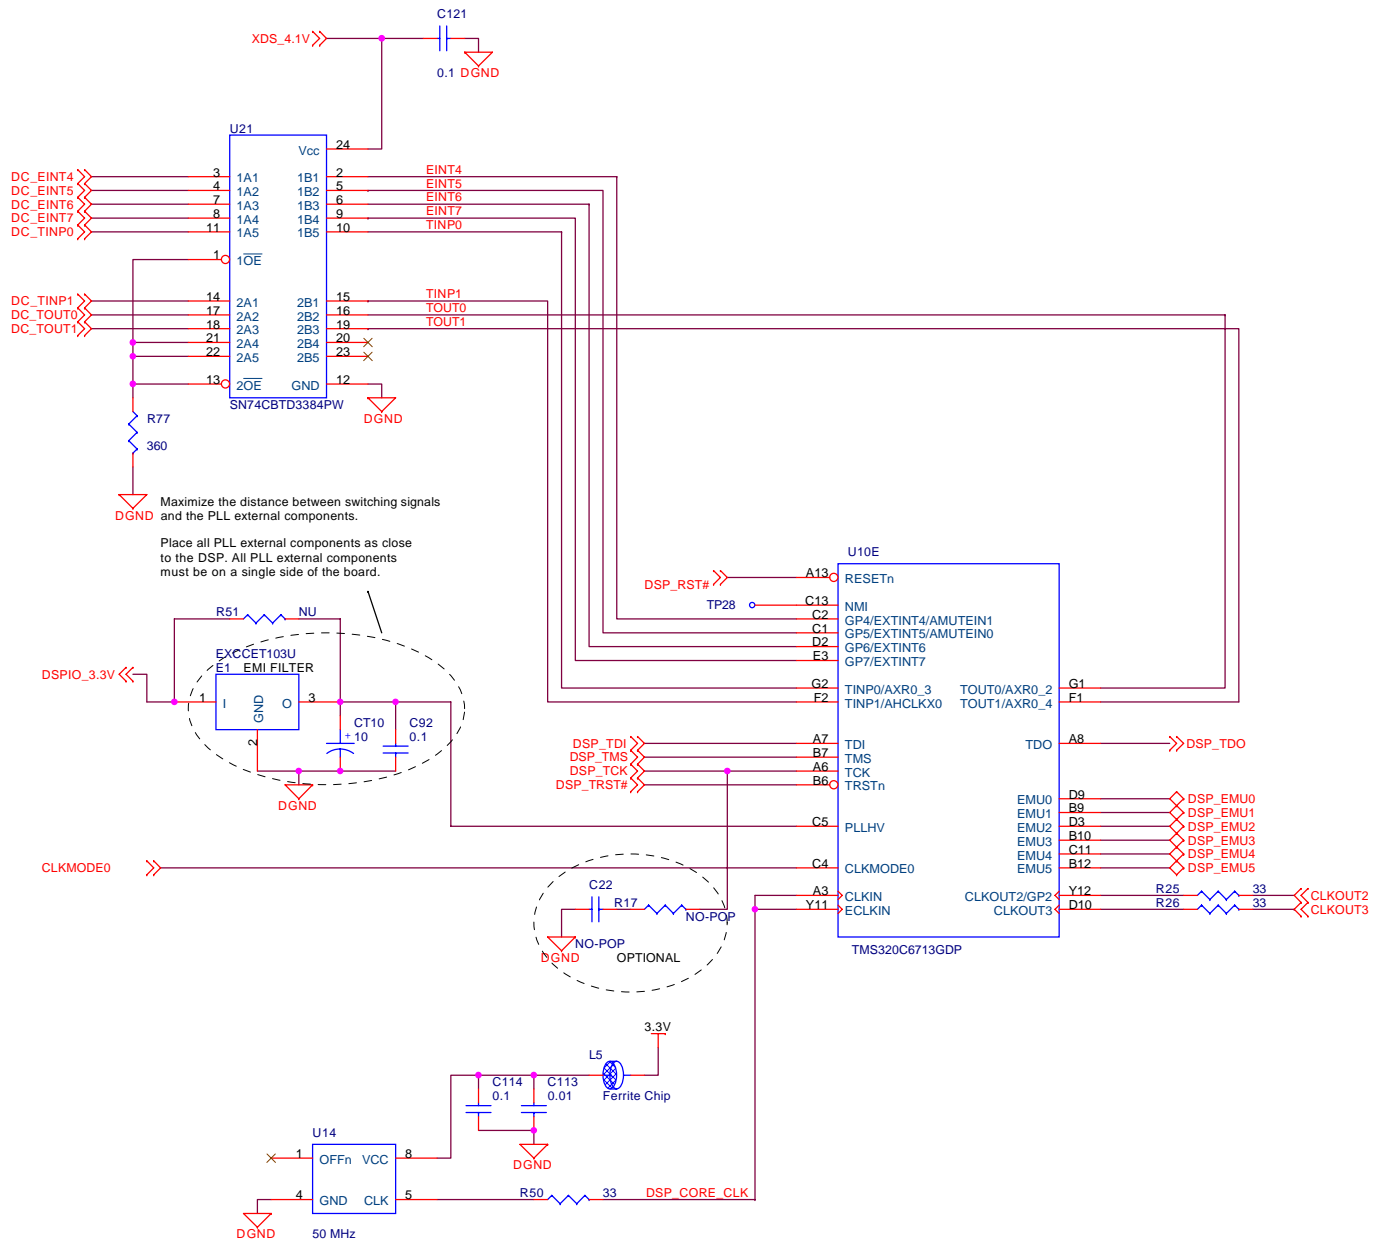 C121
XDS_4.1V
0.1 DGND
U21
Vcc 24
DC_EINT4 3 1A1 1B1 2 EINT4
DC_EINT5 4 1A2 1B2 5 EINT5
DC_EINT6 7 1A3 1B3 6 EINT6
DC_EINT7 8 1A4 1B4 9 EINT7
DC_TINP0 11 1A5 1B5 10 TINP0
1 1OE
DC_TINP1 14 2A1 2B1 15 TINP1
DC_TOUT0 17 2A2 2B2 16 TOUT0
DC_TOUT1 18 2A3 2B3 19 TOUT1
21 2A4 2B4 20
22 2A5 2B5 23
13 2OE GND 12
SN74CBTD3384PW
DGND
R77
360
DGND
Maximize the distance between switching signals
and the PLL external components.
Place all PLL external components as close
to the DSP. All PLL external components
must be on a single side of the board.
U10E
DSP_RST# A13 RESETn
TP28 C13 NMI
C2 GP4/EXTINT4/AMUTEIN1
C1 GP5/EXTINT5/AMUTEIN0
D2 GP6/EXTINT6
E3 GP7/EXTINT7
G2 TINP0/AXR0_3 TOUT0/AXR0_2 G1
F2 TINP1/AHCLKX0 TOUT1/AXR0_4 F1
R51 NU
EXCCET103U
E1 EMI FILTER
DSPIO_3.3V
1 I GND O 3
2
CT10
+
10
C92
0.1
DGND
DSP_TDI A7 TDI TDO A8 DSP_TDO
DSP_TMS B7 TMS
DSP_TCK A6 TCK
DSP_TRST# B6 TRSTn
EMU0 D9 DSP_EMU0
EMU1 B9 DSP_EMU1
C5 PLLHV EMU2 D3 DSP_EMU2
EMU3 B10 DSP_EMU3
EMU4 C11 DSP_EMU4
CLKMODE0 C4 CLKMODE0 EMU5 B12 DSP_EMU5
A3 CLKIN CLKOUT2/GP2 Y12 R25 33 CLKOUT2
Y11 ECLKIN CLKOUT3 D10 R26 33 CLKOUT3
TMS320C6713GDP
C22
R17
NO-POP
NO-POP
DGND
OPTIONAL
3.3V
L5
Ferrite Chip
C114
0.1
C113
0.01
DGND
U14
1 OFFn VCC 8
4 GND CLK 5
R50 33 DSP_CORE_CLK
DGND
50 MHz